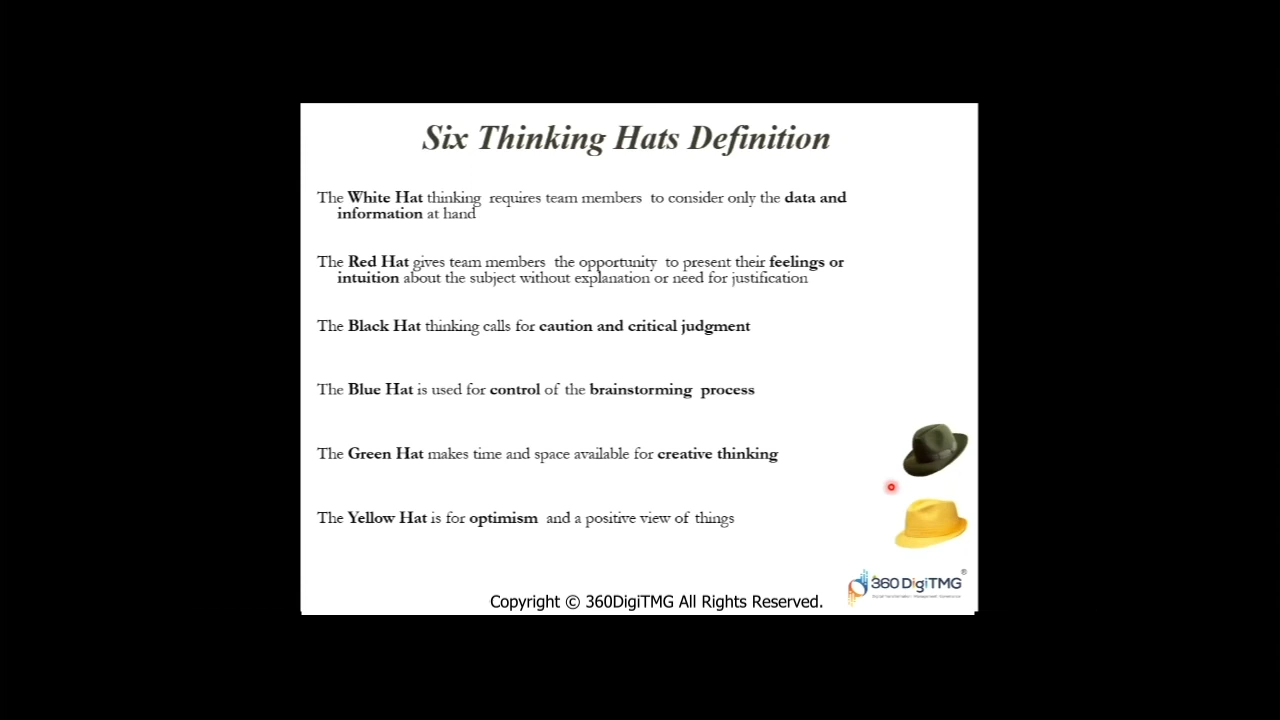 Six Thinking Hats Definition
The White Hat thinking requires team members to consider only the data and
information at hand
The Red Hat gives team members the opportunity to present their feelings or
intuition about the subject without explanation or need for justification
The Black Hat thinking calls for caution and critical judgment
The Blue Hat is used for control of the brainstorming process
The Green Hat makes time and space available for creative thinking
The Yellow Hat is for optimism and a positive view of things
360DigiTMG®
Copyright © 360DigiTMG All Rights Reserved.